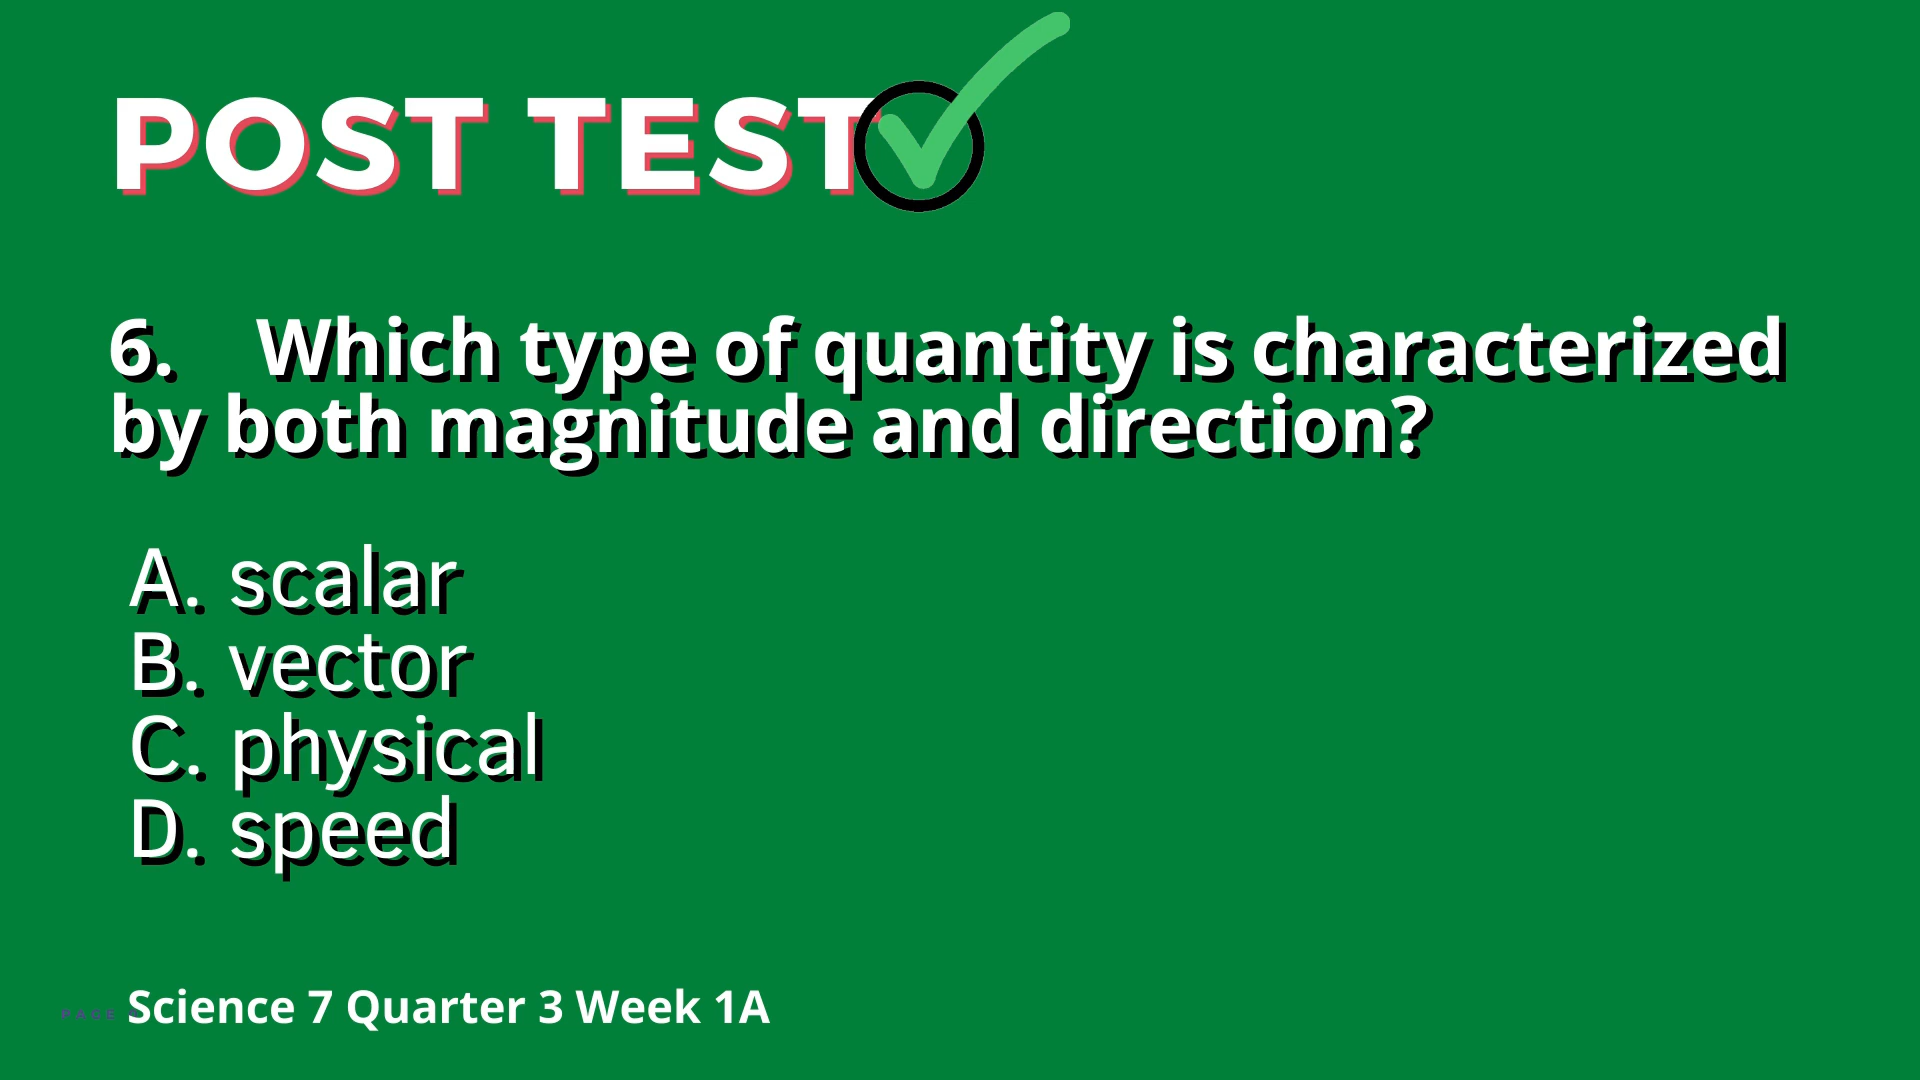 POST TEST
6. Which type of quantity is characterized
by both magnitude and direction?
A. scalar
B. vector
C. physical
D. speed
PAGE
Science 7 Quarter 3 Week 1A